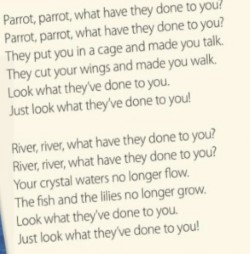 Parrot, parrot, what have they done to you?
Parrot, parrot, what have they done to you?
They put you in a cage and made you talk.
They cut your wings and made you walk.
Look what they've done to you.
Just look what they've done to you!
River, river, what have they done to you?
River, river, what have they done to you?
Your crystal waters no longer flow.
The fish and the lilies no longer grow.
Look what they've done to you.
Just look what they've done to you!